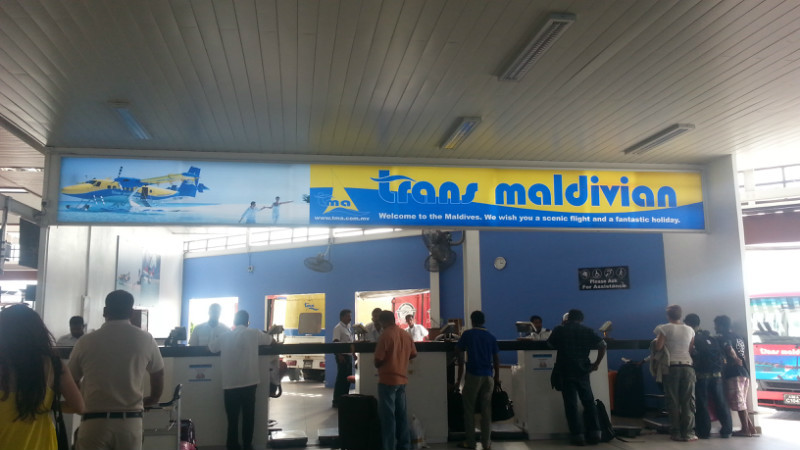 trans maldivian
tma
www.tma.com.mv
Welcome to the Maldives. We wish you a scenic flight and a fantastic holiday.
Please Ask
For Assistance